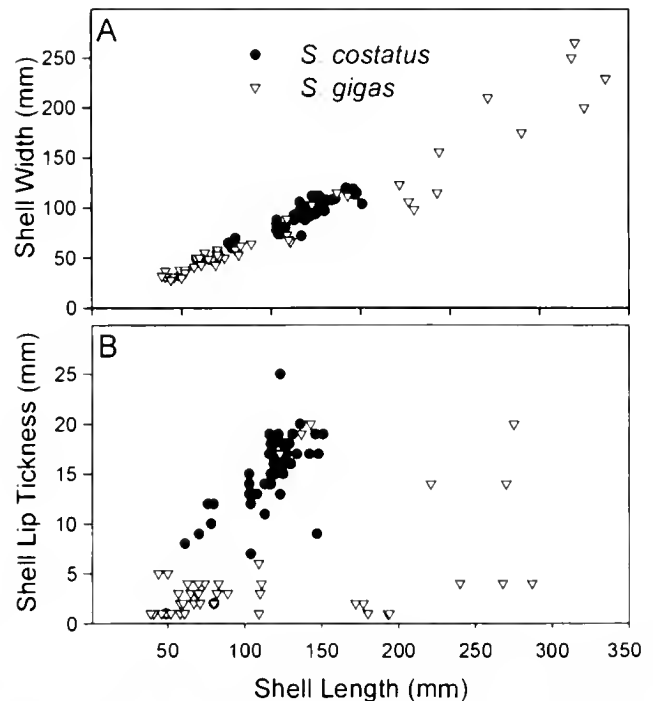 A
S. costatus
S. gigas
Shell Width (mm)
250
200
150
100
50
0
B
Shell Lip Tickness (mm)
25
20
15
10
5
0
50 100 150 200 250 300 350
Shell Length (mm)